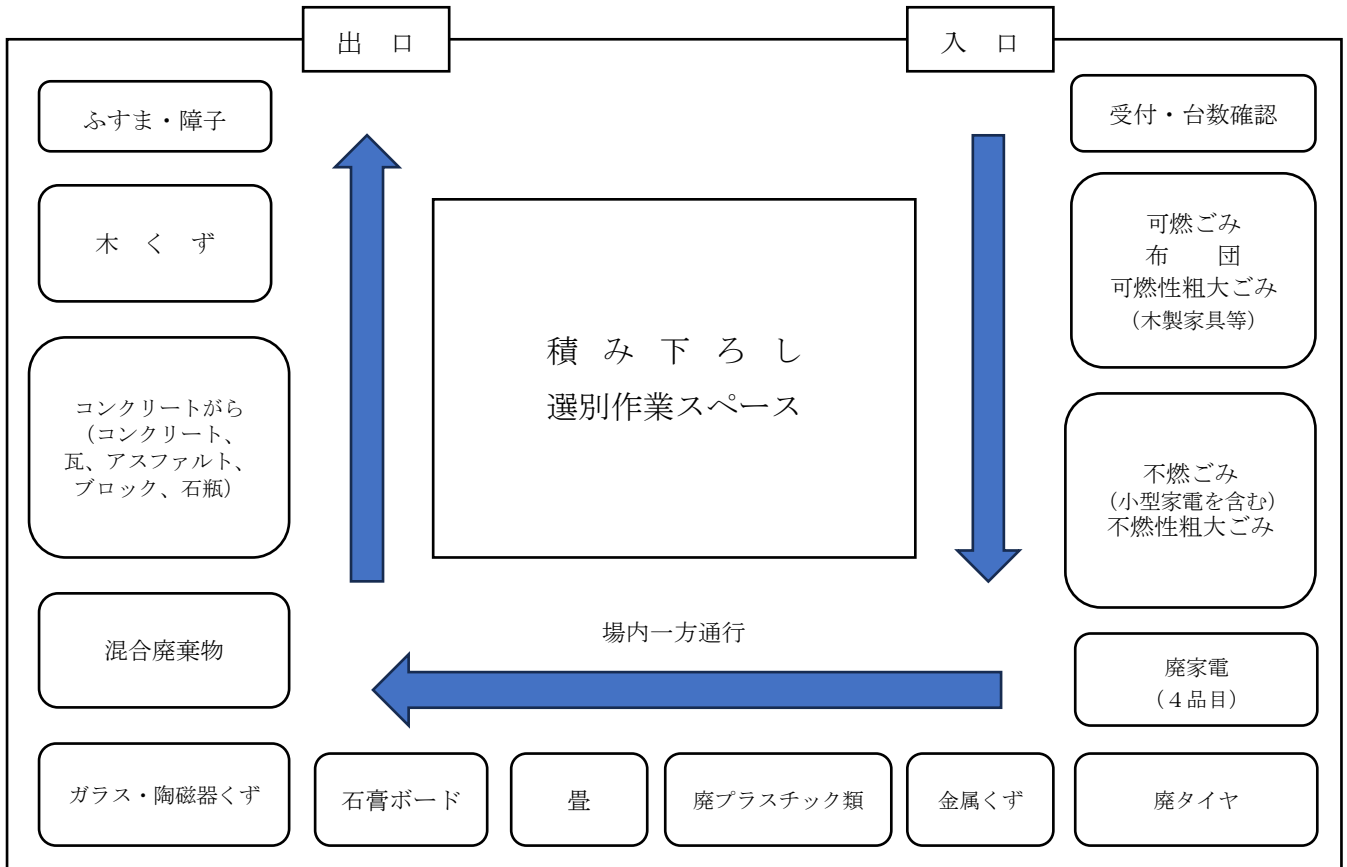 出 口
入 口
ふすま・障子
受付・台数確認
木 く ず
可燃ごみ
布 団
可燃性粗大ごみ
（木製家具等）
積 み 下 ろ し
選別作業スペース
コンクリートがら
（コンクリート、
瓦、アスファルト、
ブロック、石瓶）
不燃ごみ
（小型家電を含む）
不燃性粗大ごみ
混合廃棄物
場内一方通行
廃家電
（４品目）
ガラス・陶磁器くず
石膏ボード
畳
廃プラスチック類
金属くず
廃タイヤ